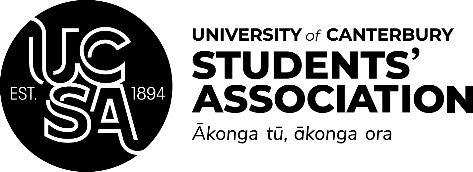 UC
EST. 1894
SA
UNIVERSITY of CANTERBURY
STUDENTS’
ASSOCIATION
Ākonga tū, ākonga ora